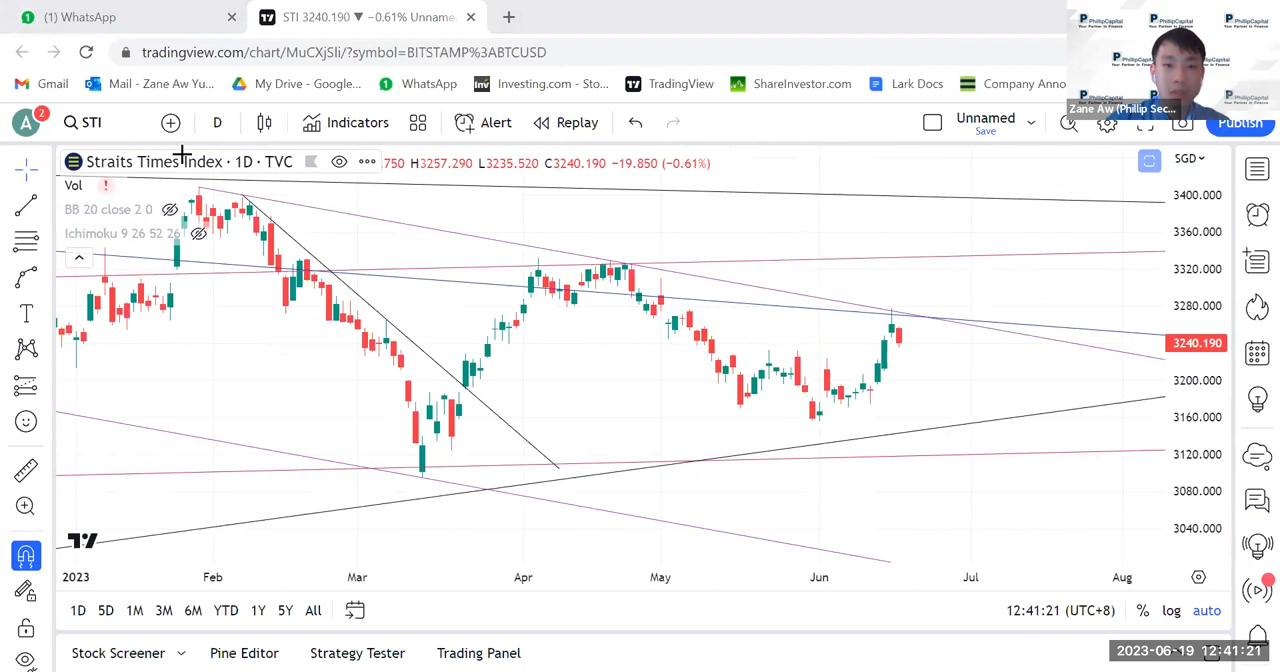 (1) WhatsApp
STI 3240.190 ▼ −0.61% Unname
tradingview.com/chart/MuCXjSli/?symbol=BITSTAMP%3ABTCUSD
Gmail Mail - Zane Aw Yu... My Drive - Google... WhatsApp Investing.com - Sto... TradingView ShareInvestor.com Lark Docs Company Anno
PhillipCapital
Your Partner in Finance
Zane Aw (Phillip Sec...
A 2 STI D Indicators Alert Replay Unnamed Save Publish
Straits Times Index · 1D · TVC .750 H3257.290 L3235.520 C3240.190 −19.850 (−0.61%)
SGD
Vol !
BB 20 close 2 0
Ichimoku 9 26 52 26
3400.000
3360.000
3320.000
3280.000
3240.190
3200.000
3160.000
3120.000
3080.000
3040.000
2023 Feb Mar Apr May Jun Jul Aug
1D 5D 1M 3M 6M YTD 1Y 5Y All 12:41:21 (UTC+8) % log auto
Stock Screener Pine Editor Strategy Tester Trading Panel
2023-06-19 12:41:21